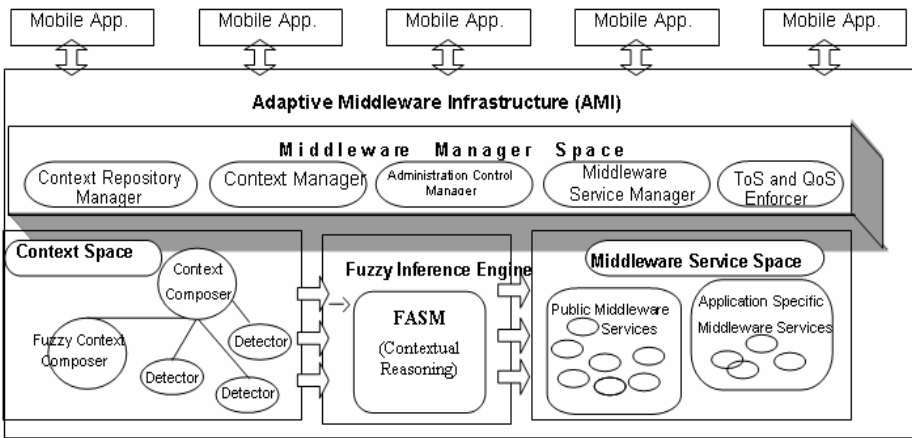 Mobile App.
Mobile App.
Mobile App.
Mobile App.
Mobile App.
Adaptive Middleware Infrastructure (AMI)
Middleware Manager Space
Context Repository
Manager
Context Manager
Administration Control
Manager
Middleware
Service Manager
ToS and QoS
Enforcer
Context Space
Context
Composer
Fuzzy Context
Composer
Detector
Detector
Detector
Fuzzy Inference Engine
FASM
(Contextual
Reasoning)
Middleware Service Space
Public Middleware
Services
Application Specific
Middleware Services